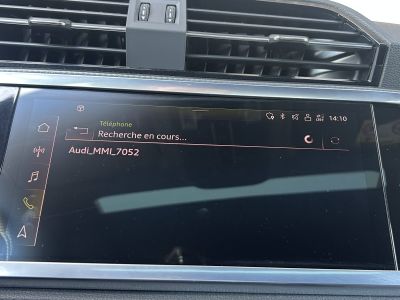 14:10
Téléphone
Recherche en cours...
Audi_MMI_7052